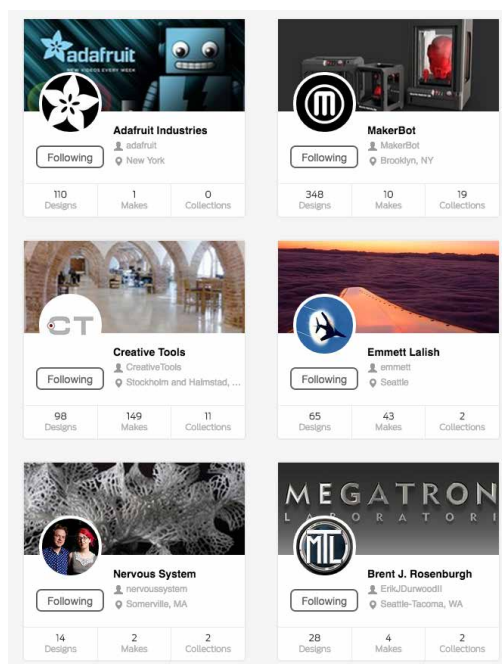 adafruit
NEW VIDEOS EVERY WEEK
Adafruit Industries
adafruit
New York
Following
110
Designs
1
Makes
0
Collections
M
MakerBot
MakerBot
Brooklyn, NY
Following
348
Designs
10
Makes
19
Collections
CT
Creative Tools
CreativeTools
Stockholm and Halmstad, ...
Following
98
Designs
149
Makes
11
Collections
Emmett Lalish
emmett
Seattle
Following
65
Designs
43
Makes
2
Collections
Nervous System
nervoussystem
Somerville, MA
Following
14
Designs
2
Makes
2
Collections
MEGATRON
LABORATORI
MTL
Brent J. Rosenburgh
ErikJDurwoodII
Seattle-Tacoma, WA
Following
28
Designs
4
Makes
2
Collections